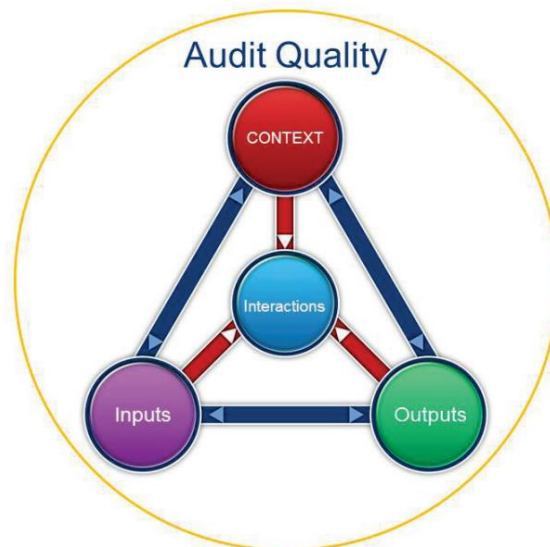 Audit Quality
CONTEXT
Interactions
Inputs
Outputs